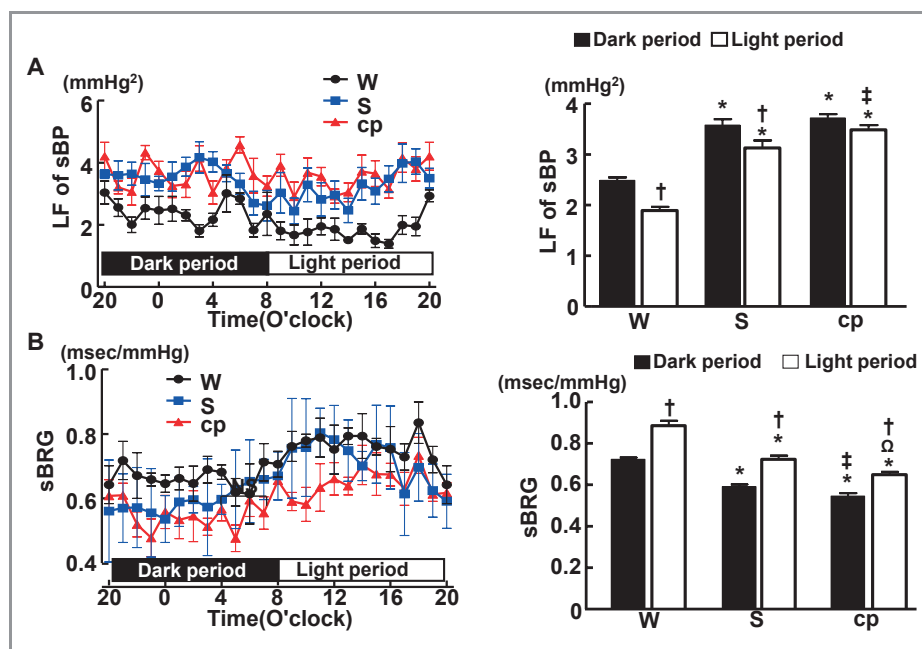 Dark period Light period
A
(mmHg²)
W
S
cp
LF of sBP
6
4
2
0
Dark period Light period
20 0 4 8 12 16 20
Time(O'clock)
(mmHg²)
LF of sBP
4
3
2
1
0
* † * * ‡ *
†
W S cp
B
(msec/mmHg)
W
S
cp
sBRG
1.0
0.8
0.6
0.4
Dark period Light period
20 0 4 8 12 16 20
Time(O'clock)
Dark period Light period
(msec/mmHg)
sBRG
1.0
0.8
0.6
0.4
0.2
0
†
* † *
‡ * † Ω *
W S cp